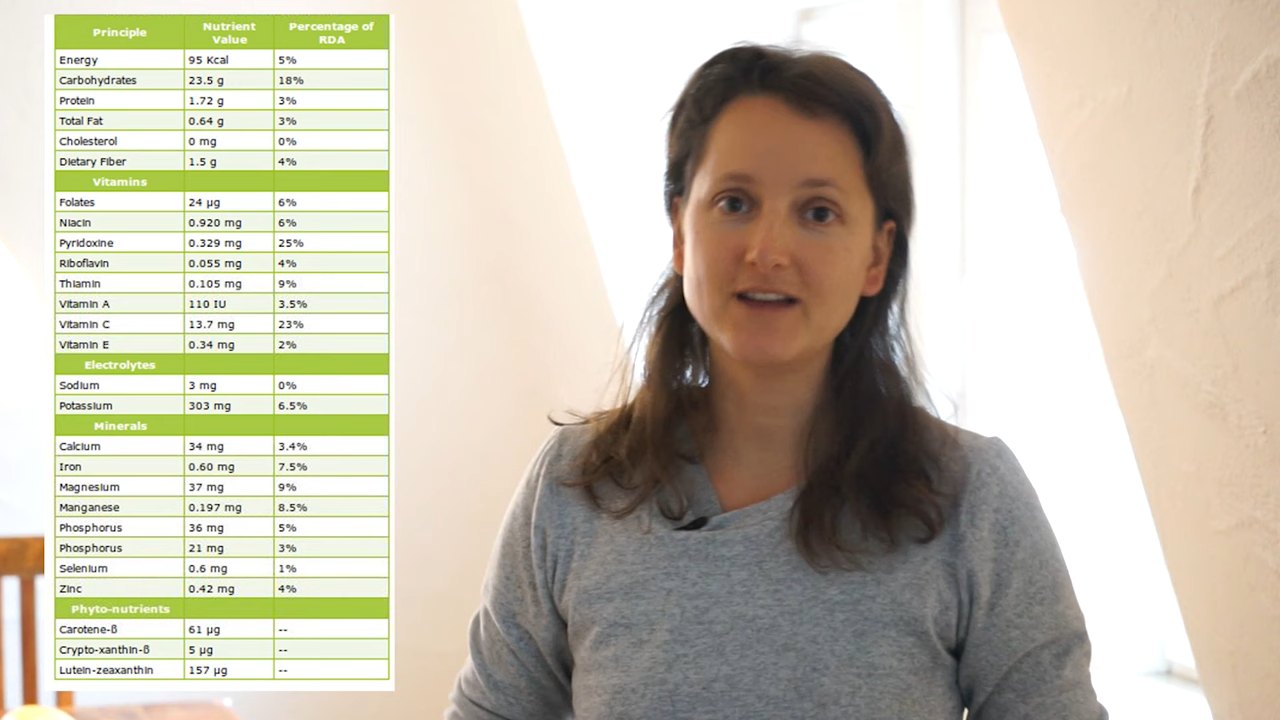 Principle Nutrient Value Percentage of RDA
Energy 95 Kcal 5%
Carbohydrates 23.5 g 18%
Protein 1.72 g 3%
Total Fat 0.64 g 3%
Cholesterol 0 mg 0%
Dietary Fiber 1.5 g 4%
Vitamins
Folates 24 µg 6%
Niacin 0.920 mg 6%
Pyridoxine 0.329 mg 25%
Riboflavin 0.055 mg 4%
Thiamin 0.105 mg 9%
Vitamin A 110 IU 3.5%
Vitamin C 13.7 mg 23%
Vitamin E 0.34 mg 2%
Electrolytes
Sodium 3 mg 0%
Potassium 303 mg 6.5%
Minerals
Calcium 34 mg 3.4%
Iron 0.60 mg 7.5%
Magnesium 37 mg 9%
Manganese 0.197 mg 8.5%
Phosphorus 36 mg 5%
Phosphorus 21 mg 3%
Selenium 0.6 mg 1%
Zinc 0.42 mg 4%
Phyto-nutrients
Carotene-ß 61 µg --
Crypto-xanthin-ß 5 µg --
Lutein-zeaxanthin 157 µg --